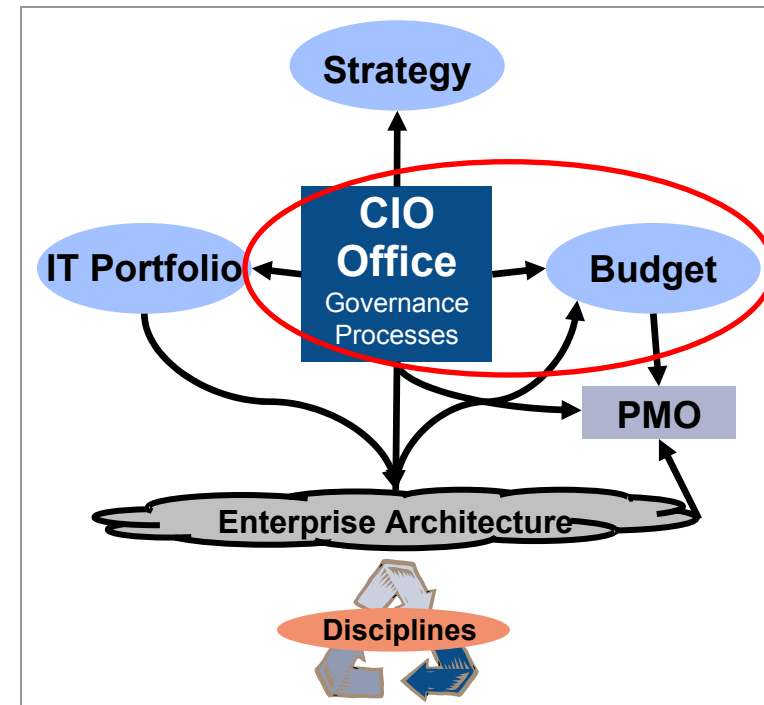 Strategy
CIO
Office
Governance
Processes
IT Portfolio
Budget
PMO
Enterprise Architecture
Disciplines